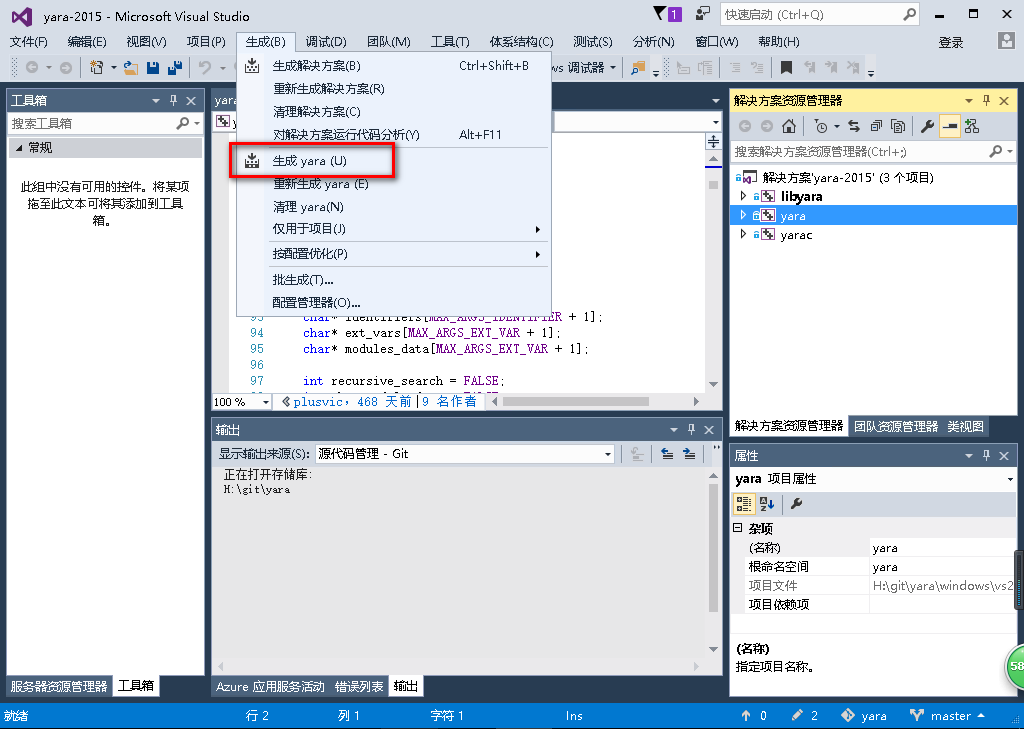 yara-2015 - Microsoft Visual Studio
1
快速启动 (Ctrl+Q)
文件(F) 编辑(E) 视图(V) 项目(P) 生成(B) 调试(D) 团队(M) 工具(T) 体系结构(C) 测试(S) 分析(N) 窗口(W) 帮助(H) 登录
工具箱
搜索工具箱
常规
此组中没有可用的控件。将某项
拖至此文本可将其添加到工具
箱。
服务器资源管理器 工具箱
生成解决方案(B) Ctrl+Shift+B
重新生成解决方案(R)
清理解决方案(C)
对解决方案运行代码分析(Y) Alt+F11
生成 yara (U)
重新生成 yara (E)
清理 yara(N)
仅用于项目(J)
按配置优化(P)
批生成(T)...
配置管理器(O)...
调试器
93 char* identifiers[MAX_ARGS_IDENTIFIER + 1];
94 char* ext_vars[MAX_ARGS_EXT_VAR + 1];
95 char* modules_data[MAX_ARGS_EXT_VAR + 1];
96
97 int recursive_search = FALSE;
100 % plusvic, 468 天前|9 名作者
输出
显示输出来源(S): 源代码管理 - Git
正在打开存储库:
H:\git\yara
Azure 应用服务活动 错误列表 输出
解决方案资源管理器
搜索解决方案资源管理器(Ctrl+;)
解决方案'yara-2015' (3 个项目)
libyara
yara
yarac
解决方案资源管理器 团队资源管理器 类视图
属性
yara 项目属性
杂项
(名称) yara
根命名空间 yara
项目文件 H:\git\yara\windows\vs2
项目依赖项
(名称)
指定项目名称。
58
就绪 行 2 列 1 字符 1 Ins 0 2 yara master